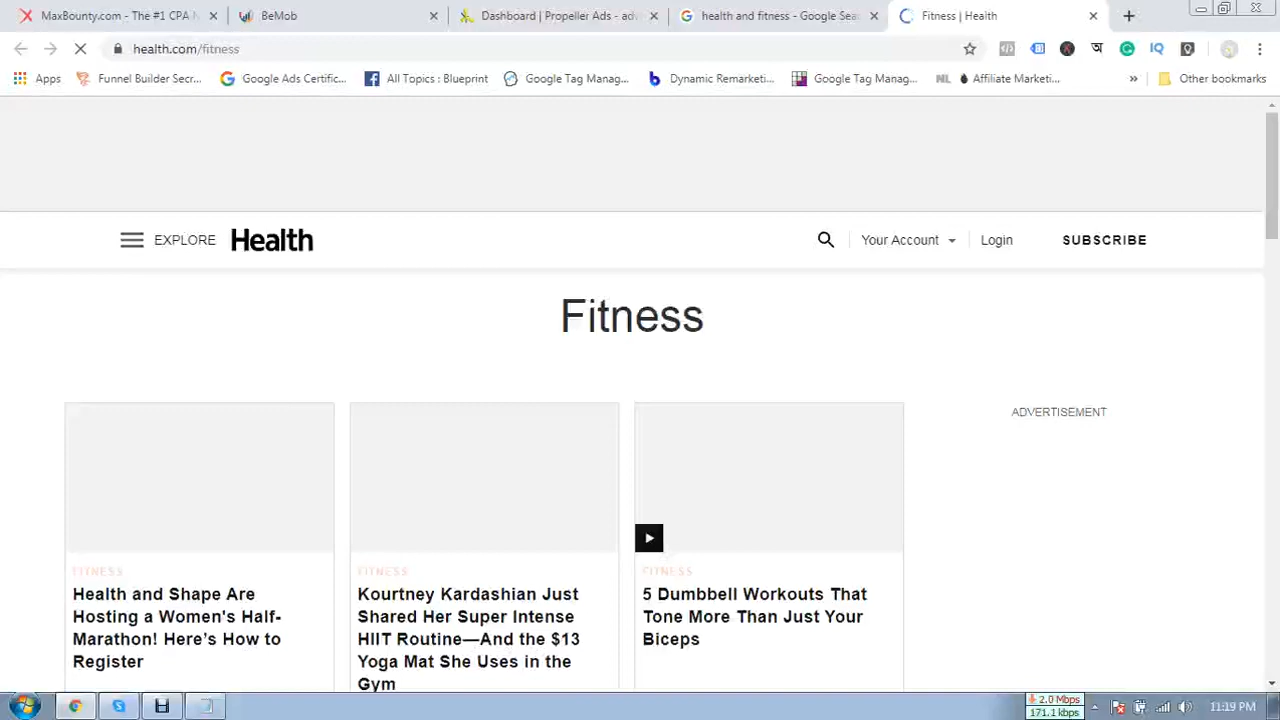 MaxBounty.com - The #1 CPA N
BeMob
Dashboard | Propeller Ads - adv
health and fitness - Google Sea
Fitness | Health
health.com/fitness
Apps
Funnel Builder Secr...
Google Ads Certific...
All Topics : Blueprint
Google Tag Manag...
Dynamic Remarketi...
Google Tag Manag...
NL Affiliate Marketi...
»
Other bookmarks
EXPLORE
Health
Your Account
Login
SUBSCRIBE
Fitness
ADVERTISEMENT
FITNESS
Health and Shape Are
Hosting a Women's Half-
Marathon! Here's How to
Register
FITNESS
Kourtney Kardashian Just
Shared Her Super Intense
HIIT Routine—And the $13
Yoga Mat She Uses in the
Gym
FITNESS
5 Dumbbell Workouts That
Tone More Than Just Your
Biceps
2.0 Mbps
171.1 kbps
11:19 PM